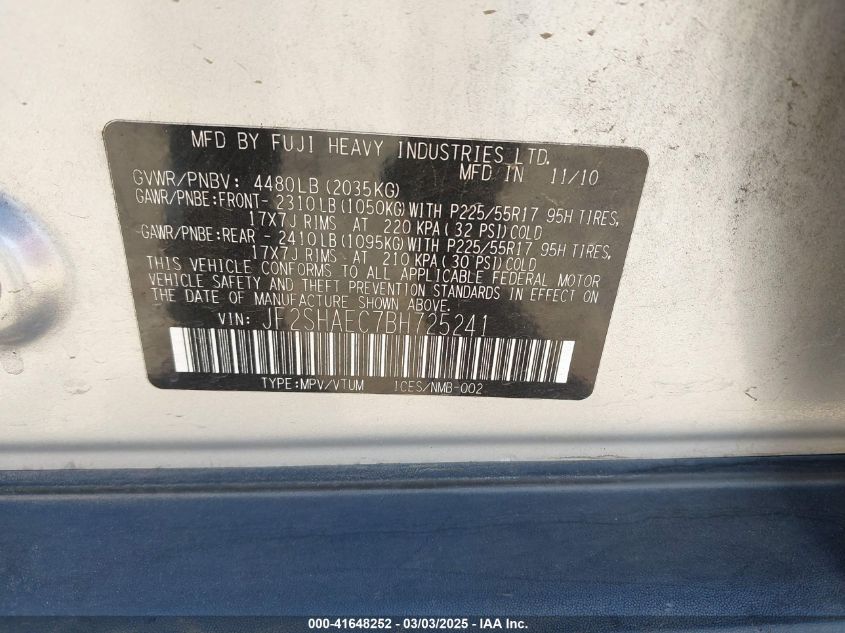 MFD BY FUJI HEAVY INDUSTRIES LTD.
MFD IN 11/10
GVWR/PNBV: 4480LB (2035KG)
GAWR/PNBE:FRONT- 2310LB(1050KG)WITH P225/55R17 95H TIRES,
17X7J RIMS AT 220 KPA( 32 PSI)COLD
GAWR/PNBE:REAR - 2410LB(1095KG)WITH P225/55R17 95H TIRES,
17X7J RIMS AT 210 KPA(30 PSI)COLD
THIS VEHICLE CONFORMS TO ALL APPLICABLE FEDERAL MOTOR
VEHICLE SAFETY AND THEFT PREVENTION STANDARDS IN EFFECT ON
THE DATE OF MANUFACTURE SHOWN ABOVE.
VIN: JF2SHAEC7BH725241
TYPE:MPV/VTUM ICES/NMB-002
000-41648252 - 03/03/2025 - © IAA, Inc.